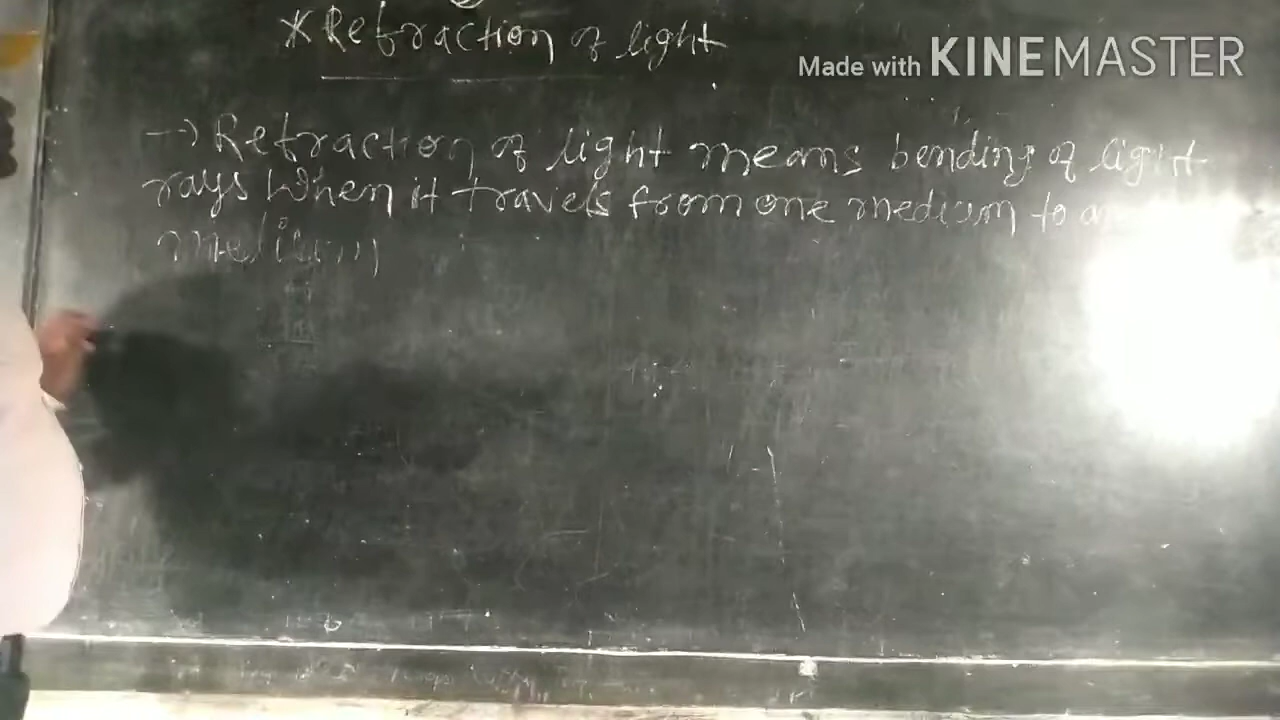 * Refraction of light
Made with KINEMASTER
→ Refraction of light means bending of light
rays when it travels from one medium to
medium